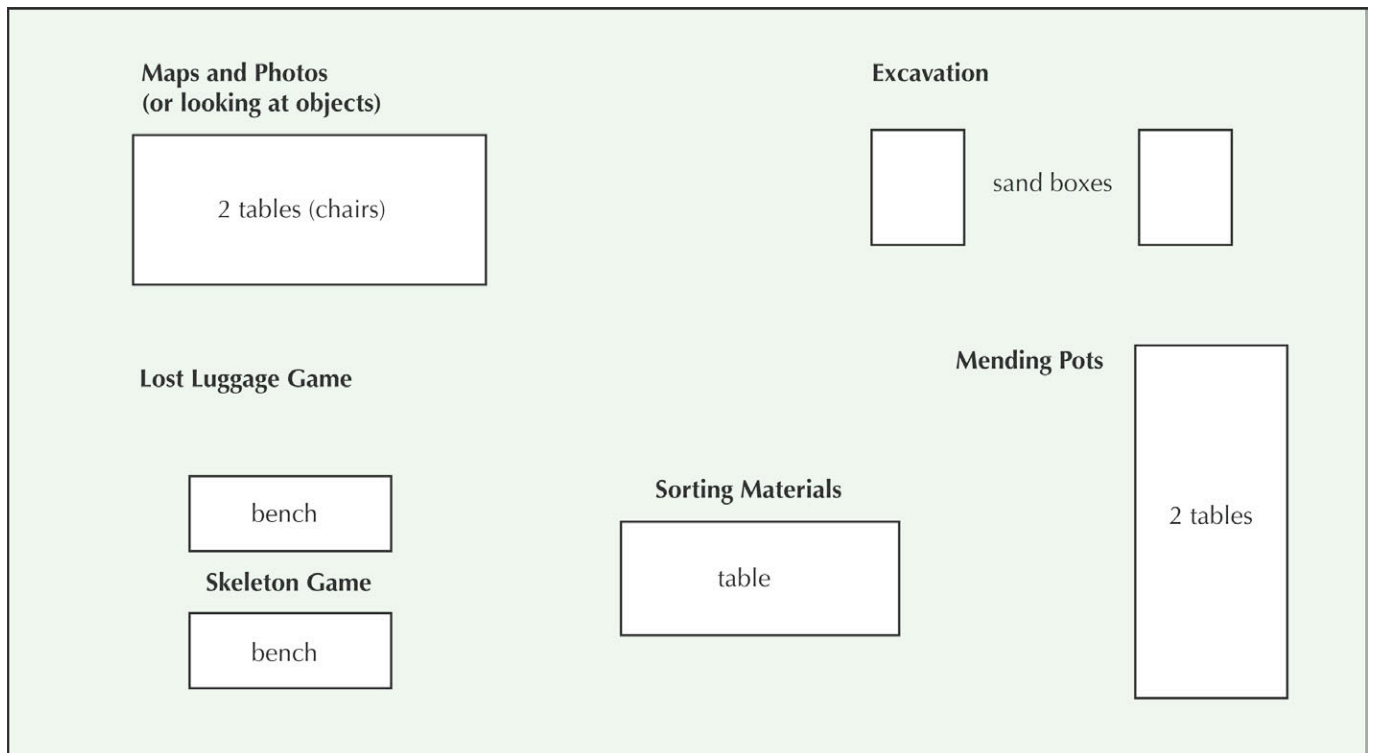 Maps and Photos
(or looking at objects)
2 tables (chairs)
Excavation
sand boxes
Lost Luggage Game
bench
Skeleton Game
bench
Sorting Materials
table
Mending Pots
2 tables